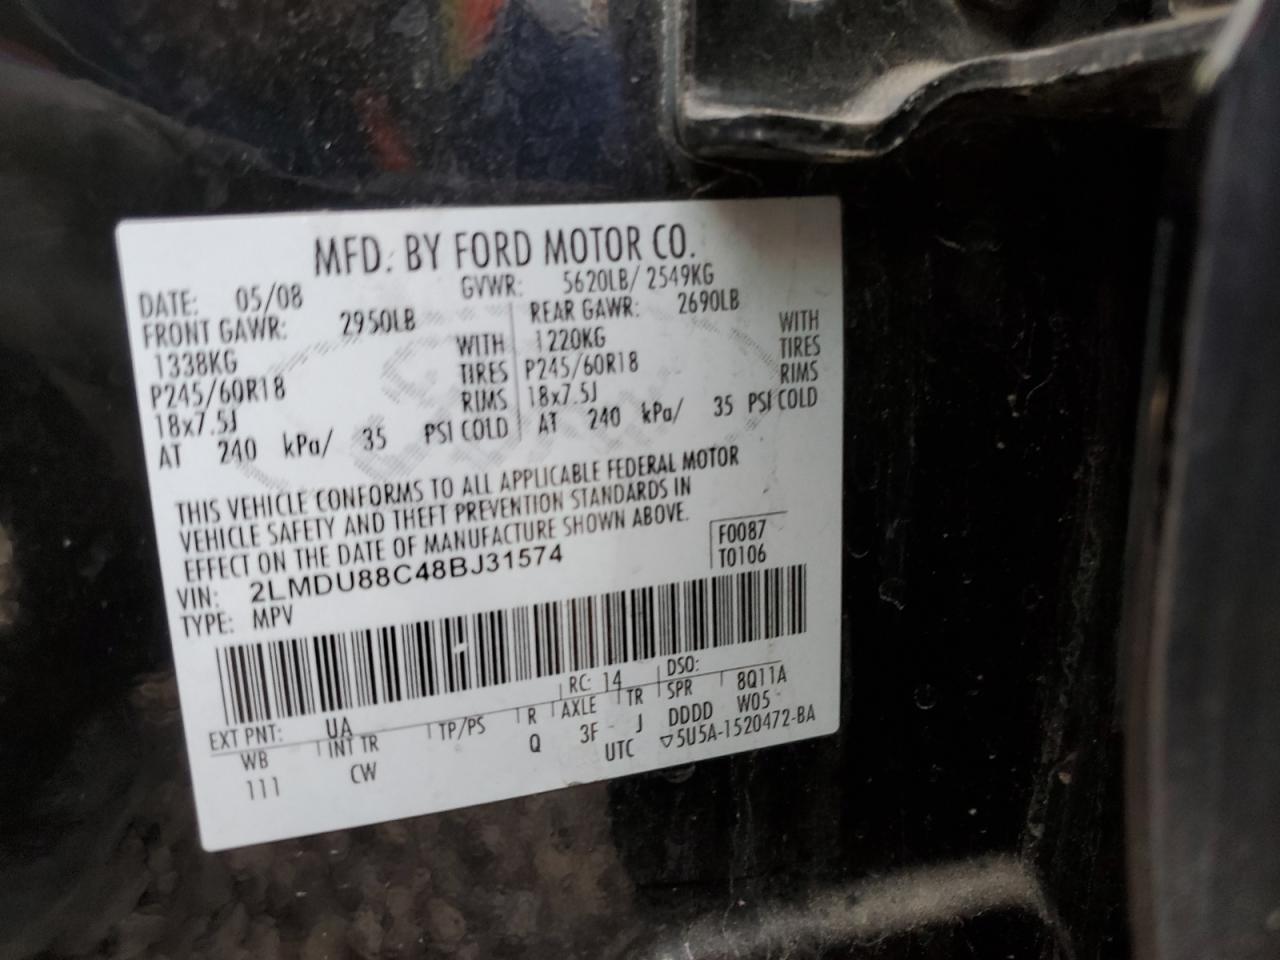 MFD. BY FORD MOTOR CO.
DATE: 05/08 GVWR: 5620LB/ 2549KG
FRONT GAWR: 2950LB REAR GAWR: 2690LB
1338KG WITH 1220KG WITH
P245/60R18 TIRES P245/60R18 TIRES
18x7.5J RIMS 18x7.5J RIMS
AT 240 kPa/ 35 PSI COLD AT 240 kPa/ 35 PSI COLD
THIS VEHICLE CONFORMS TO ALL APPLICABLE FEDERAL MOTOR
VEHICLE SAFETY AND THEFT PREVENTION STANDARDS IN
EFFECT ON THE DATE OF MANUFACTURE SHOWN ABOVE.
VIN: 2LMDU88C48BJ31574 F0087
TYPE: MPV T0106
EXT PNT: UA RC: 14 DSO:
WB INT TR TP/PS R AXLE TR SPR 8Q11A
111 CW Q 3F J DDDD W05
UTC ▽5U5A-1520472-BA